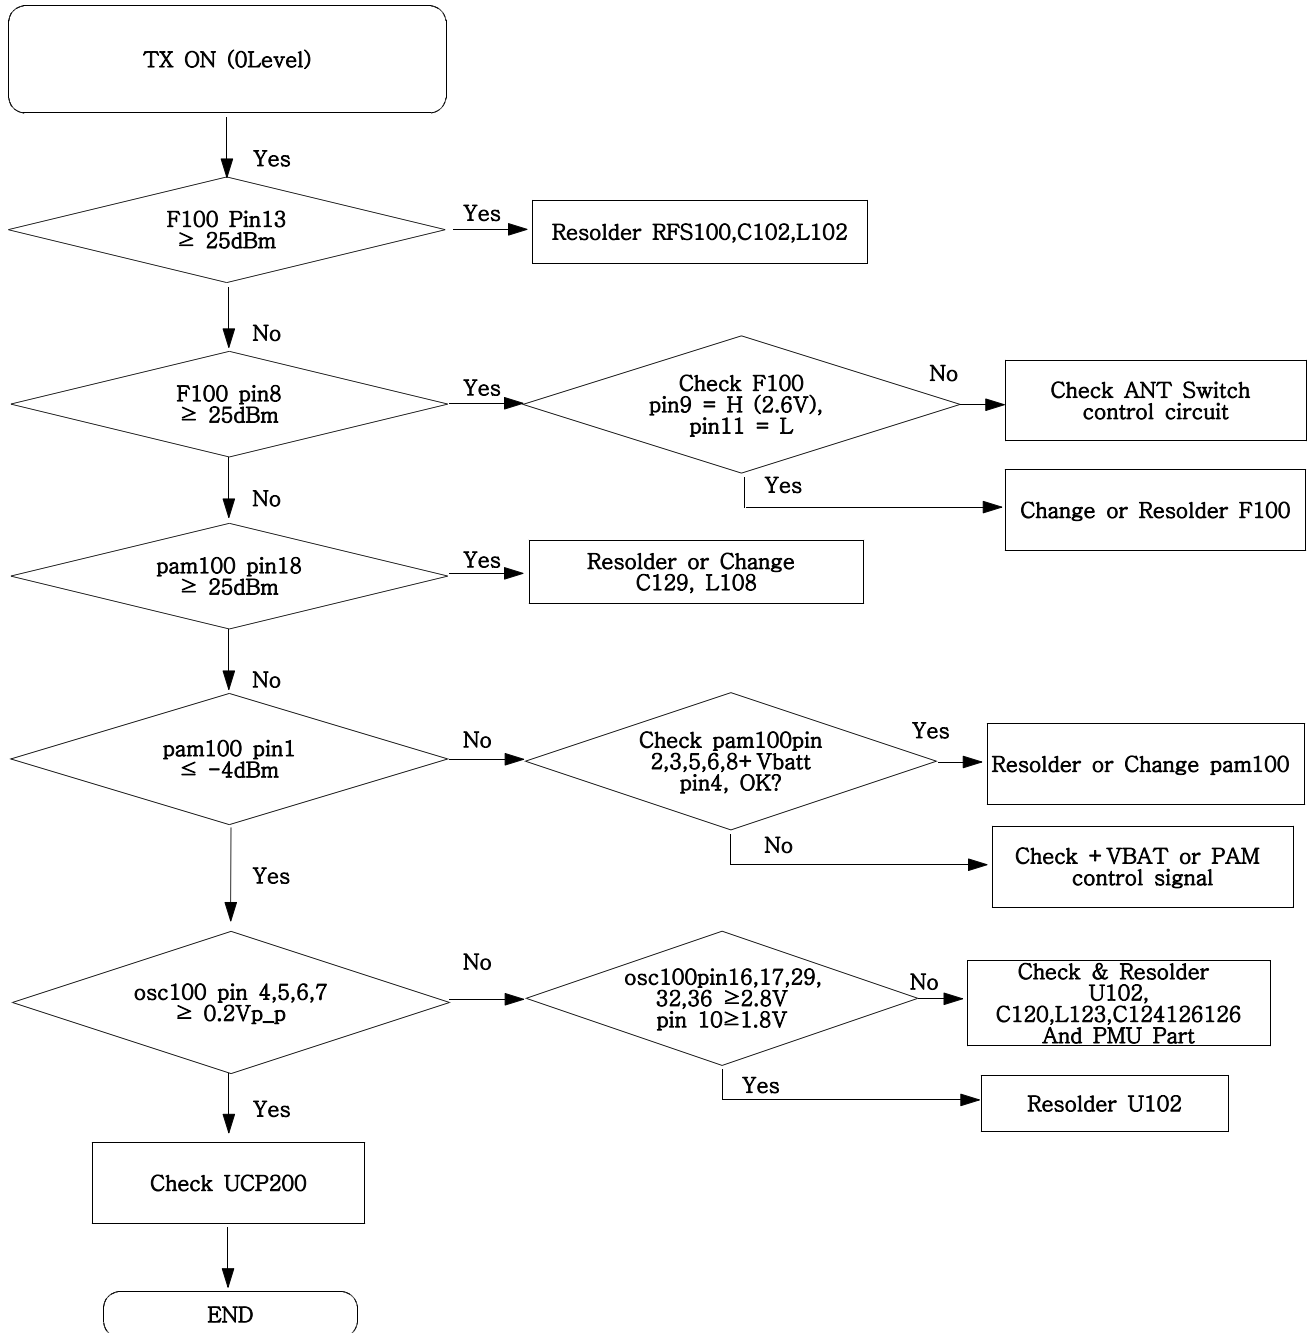 TX ON (0Level)
Yes
F100 Pin13
≥ 25dBm
Yes
Resolder RFS100,C102,L102
No
F100 pin8
≥ 25dBm
Yes
Check F100
pin9 = H (2.6V),
pin11 = L
No
Check ANT Switch
control circuit
Yes
Change or Resolder F100
No
pam100 pin18
≥ 25dBm
Yes
Resolder or Change
C129, L108
No
pam100 pin1
≤ -4dBm
No
Check pam100pin
2,3,5,6,8+Vbatt
pin4, OK?
Yes
Resolder or Change pam100
No
Check +VBAT or PAM
control signal
Yes
osc100 pin 4,5,6,7
≥ 0.2Vp_p
No
osc100pin16,17,29,
32,36 ≥2.8V
pin 10≥1.8V
No
Check & Resolder
U102,
C120,L123,C124126126
And PMU Part
Yes
Resolder U102
Yes
Check UCP200
END